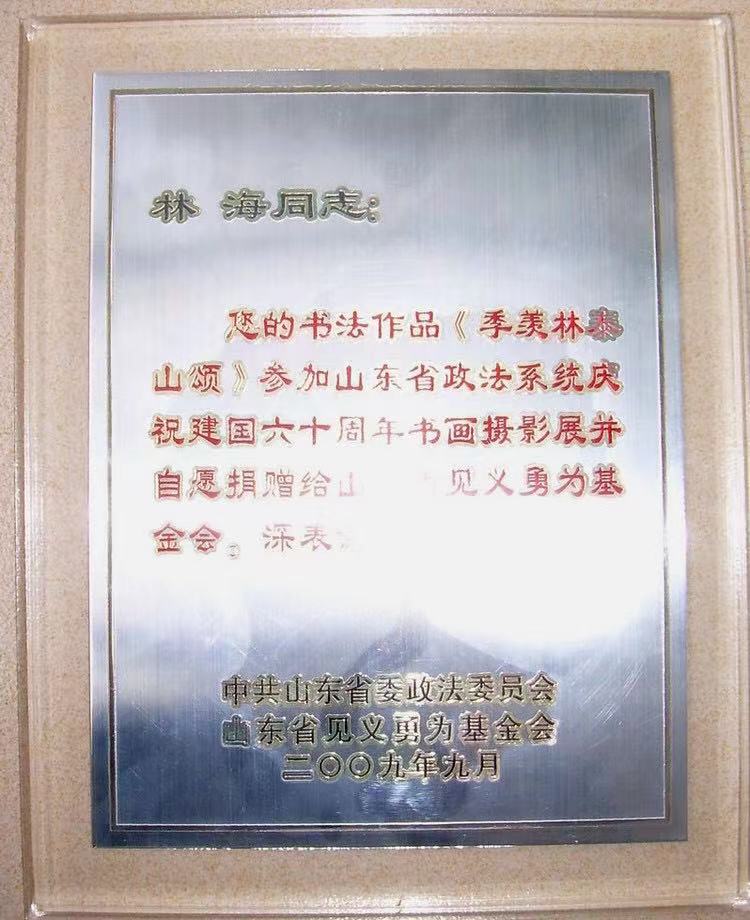 林 海同志:
您的书法作品《季羡林泰
山颂》参加山东省政法系统庆
祝建国六十周年书画摄影展并
自愿捐赠给山 见义勇为基
金会。深表
中共山东省委政法委员会
山东省见义勇为基金会
二〇〇九年九月